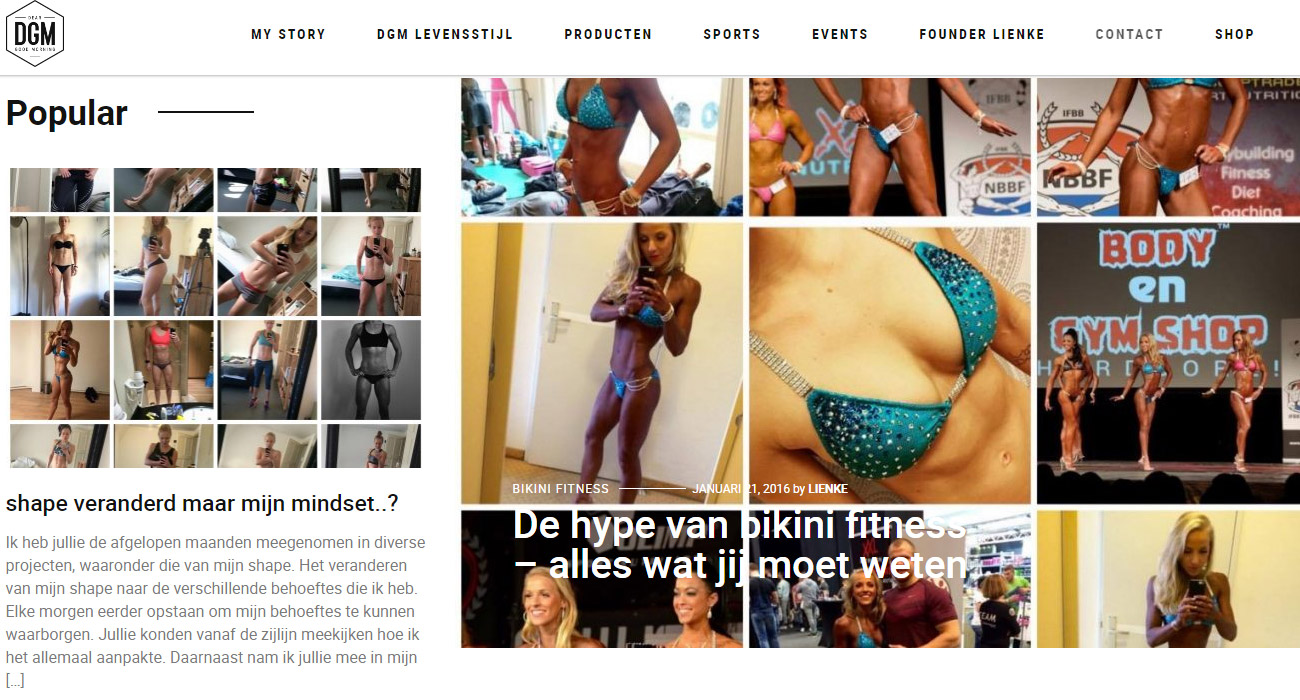 DEAR
DGM
GOOD MORNING
MY STORY DGM LEVENSSTIJL PRODUCTEN SPORTS EVENTS FOUNDER LIENKE CONTACT SHOP
Popular
shape veranderd maar mijn mindset..?
Ik heb jullie de afgelopen maanden meegenomen in diverse
projecten, waaronder die van mijn shape. Het veranderen
van mijn shape naar de verschillende behoeftes die ik heb.
Elke morgen eerder opstaan om mijn behoeftes te kunnen
waarborgen. Jullie konden vanaf de zijlijn meekijken hoe ik
het allemaal aanpakte. Daarnaast nam ik jullie mee in mijn
[...]
IFBB
NBBF
IFBB
NBBF
ybuilding
Fitness
Diet
Coaching
BODY™
en
GYM SHOP
BIKINI FITNESS JANUARI 21, 2016 by LIENKE
De hype van bikini fitness
– alles wat jij moet weten
TEAM